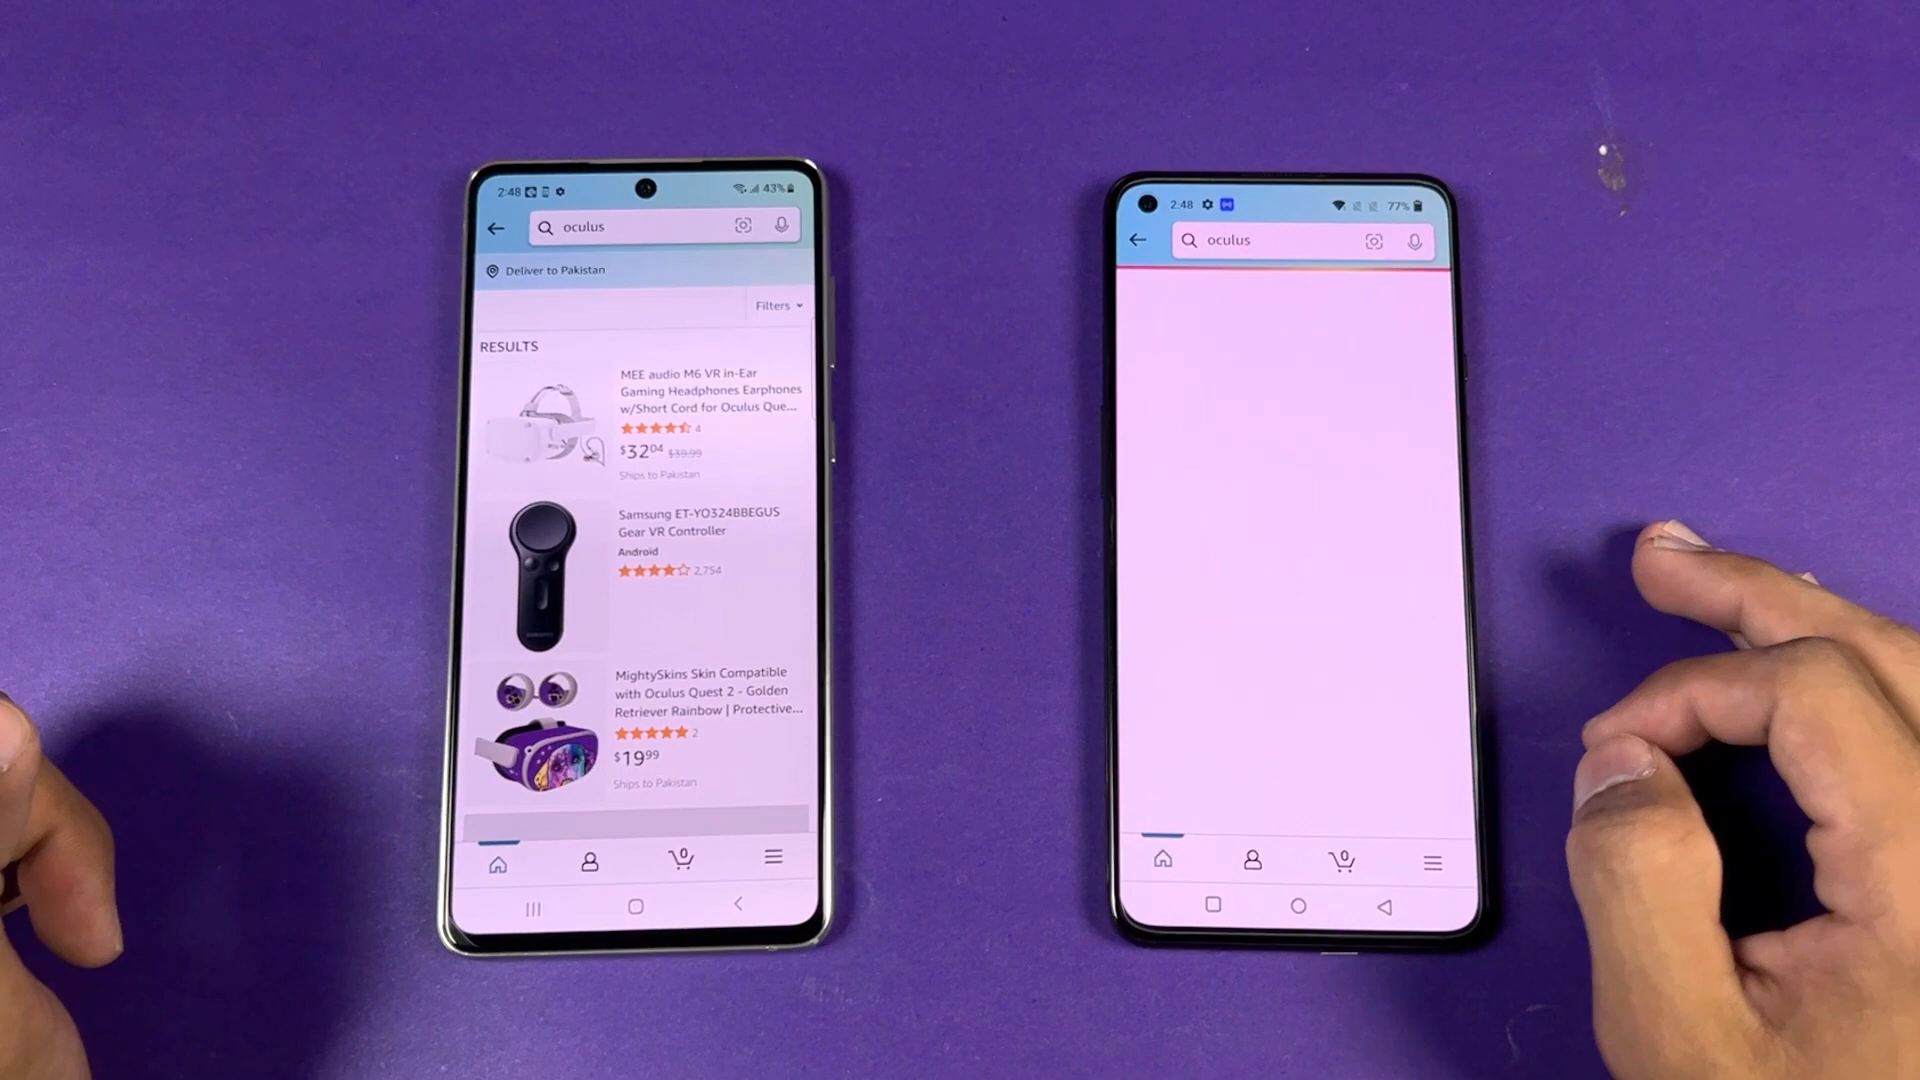 2:48
43%
oculus
Deliver to Pakistan
Filters
RESULTS
MEE audio M6 VR in-Ear
Gaming Headphones Earphones
w/Short Cord for Oculus Que...
4
$3204 $39.99
Ships to Pakistan
Samsung ET-YO324BBEGUS
Gear VR Controller
Android
2,754
MightySkins Skin Compatible
with Oculus Quest 2 - Golden
Retriever Rainbow | Protective...
2
$1999
Ships to Pakistan
0
2:48
77%
oculus
0